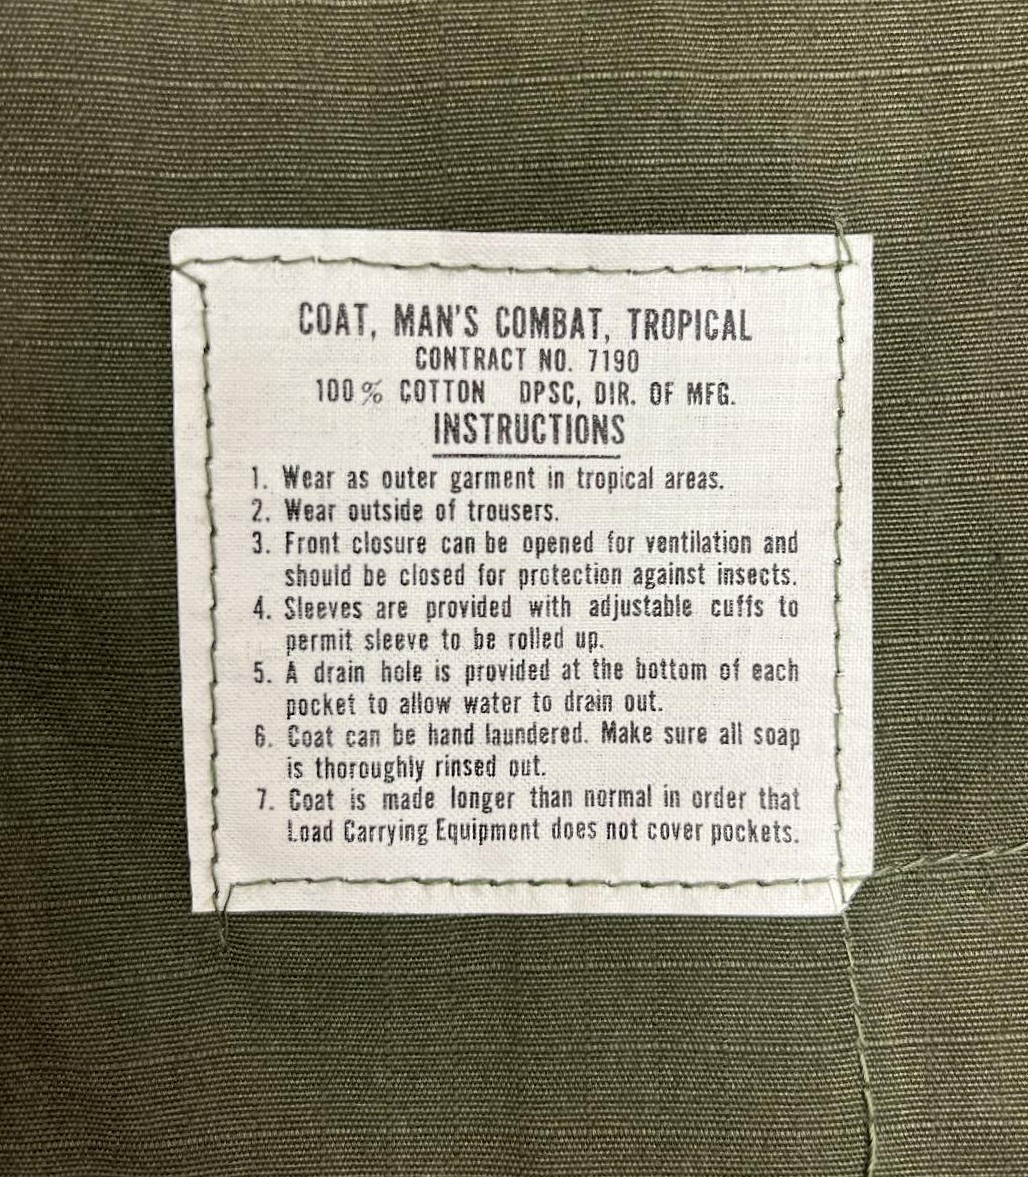 COAT, MAN'S COMBAT, TROPICAL
CONTRACT NO. 7190
100% COTTON DPSC, DIR. OF MFG.
INSTRUCTIONS
1. Wear as outer garment in tropical areas.
2. Wear outside of trousers.
3. Front closure can be opened for ventilation and
should be closed for protection against insects.
4. Sleeves are provided with adjustable cuffs to
permit sleeve to be rolled up.
5. A drain hole is provided at the bottom of each
pocket to allow water to drain out.
6. Coat can be hand laundered. Make sure all soap
is thoroughly rinsed out.
7. Coat is made longer than normal in order that
Load Carrying Equipment does not cover pockets.